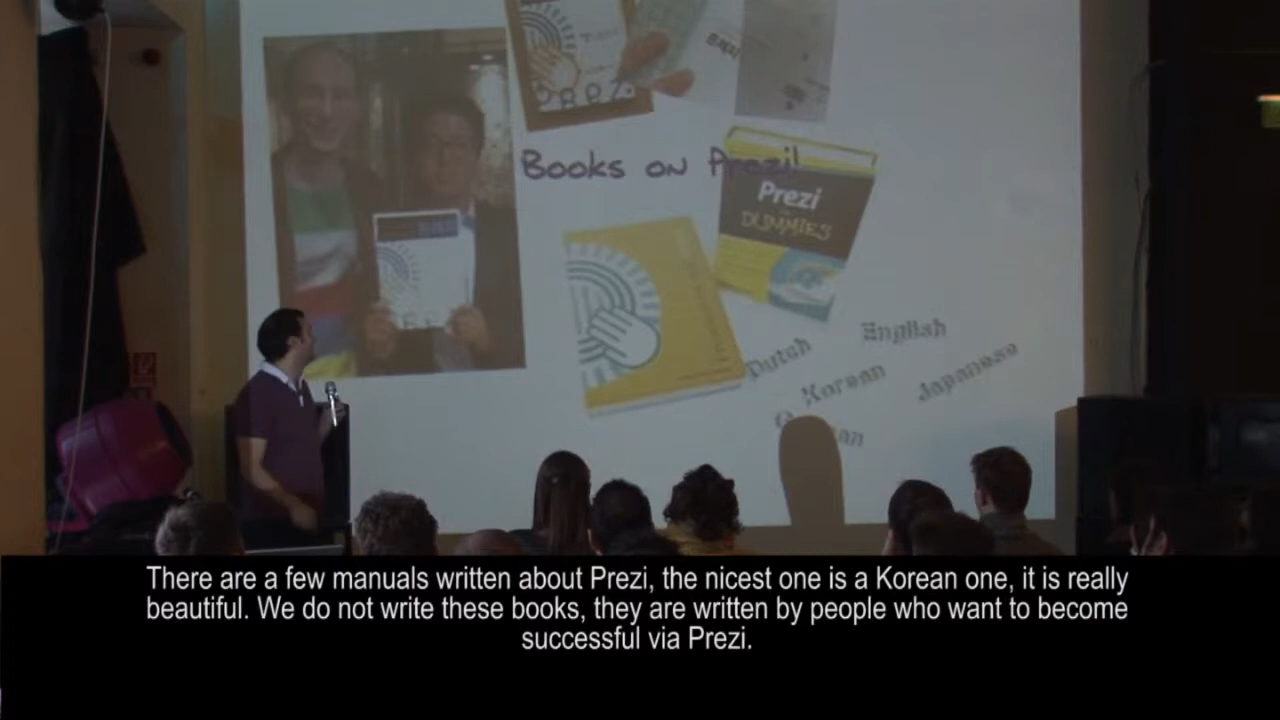 PREZI
Books on Prezi!
Prezi
DUMMIES
English
Dutch
Korean
Japanese
There are a few manuals written about Prezi, the nicest one is a Korean one, it is really
beautiful. We do not write these books, they are written by people who want to become
successful via Prezi.